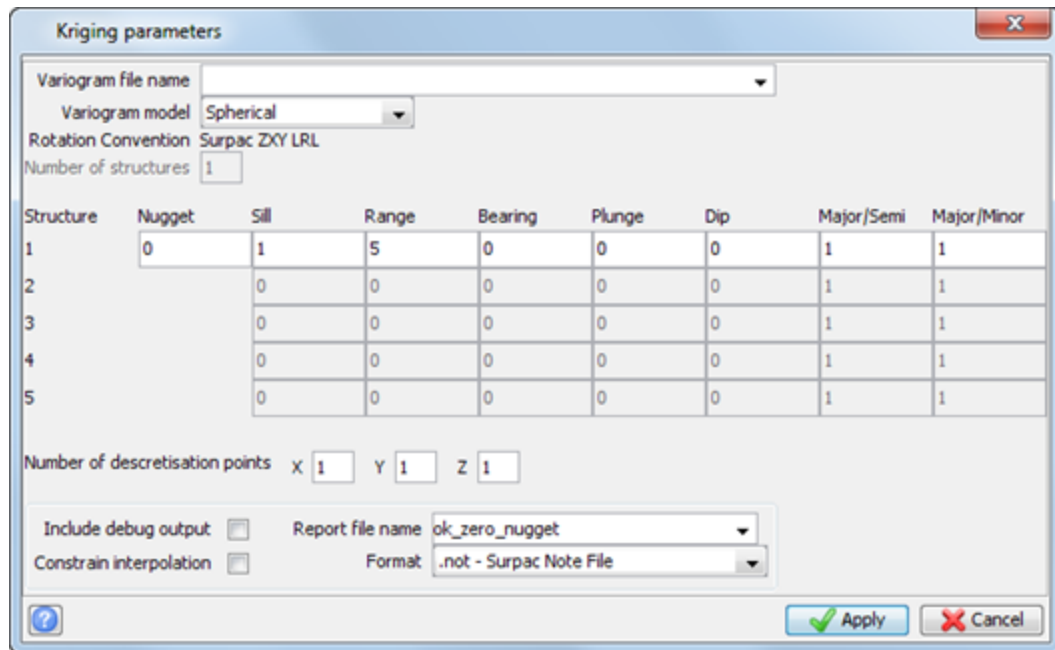 Kriging parameters
Variogram file name
Variogram model Spherical
Rotation Convention Surpac ZXY LRL
Number of structures 1
Structure Nugget Sill Range Bearing Plunge Dip Major/Semi Major/Minor
1 0 1 5 0 0 0 1 1
2 0 0 0 0 0 1 1
3 0 0 0 0 0 1 1
4 0 0 0 0 0 1 1
5 0 0 0 0 0 1 1
Number of descretisation points X 1 Y 1 Z 1
Include debug output Report file name ok_zero_nugget
Constrain interpolation Format .not - Surpac Note File
? Apply Cancel